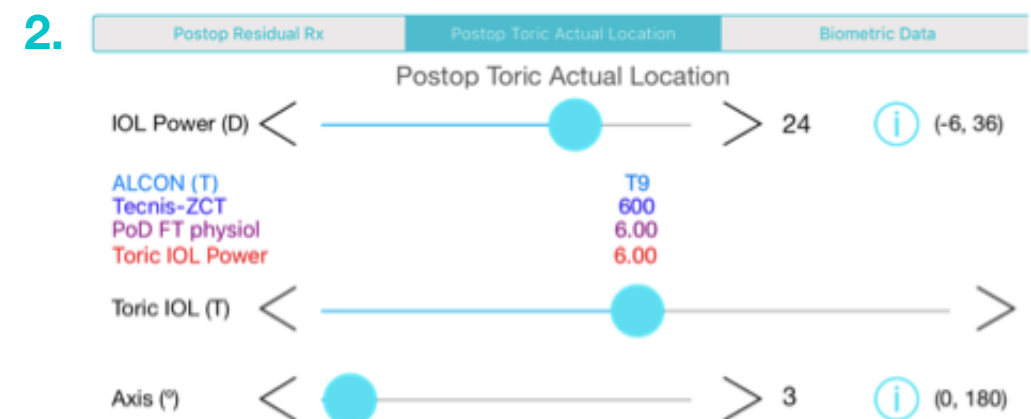 2.
Postop Residual Rx Postop Toric Actual Location Biometric Data
Postop Toric Actual Location
IOL Power (D) < > 24 i (-6, 36)
ALCON (T) T9
Tecnis-ZCT 600
PoD FT physiol 6.00
Toric IOL Power 6.00
Toric IOL (T) < >
Axis (º) < > 3 i (0, 180)